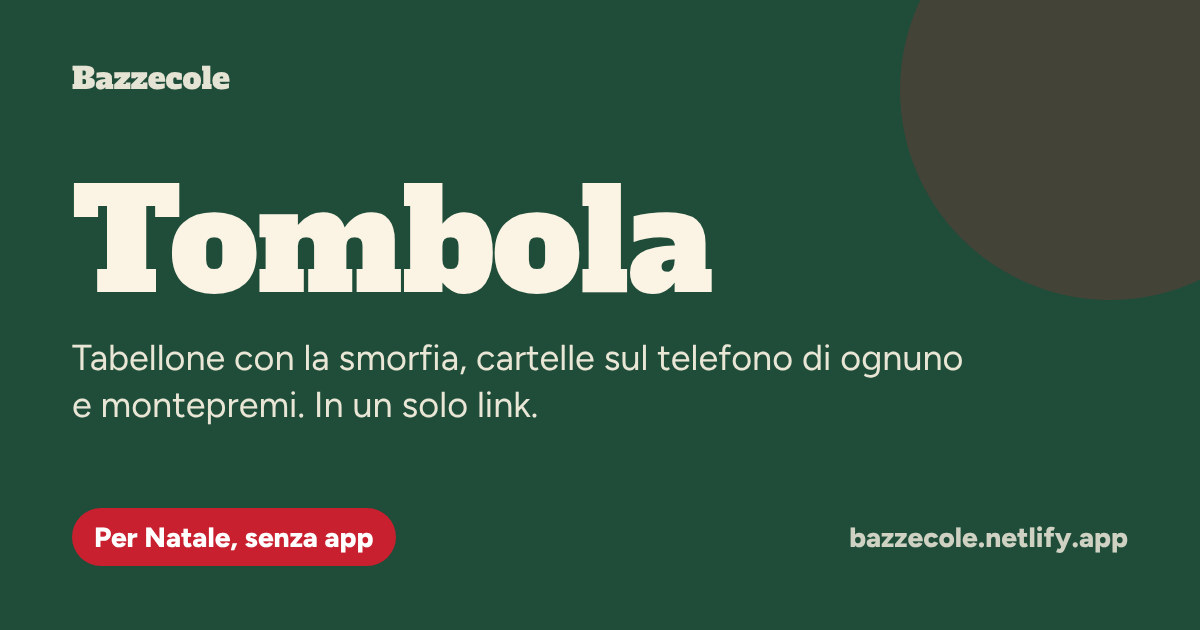 Bazzecole
Tombola
Tabellone con la smorfia, cartelle sul telefono di ognuno
e montepremi. In un solo link.
Per Natale, senza app
bazzecole.netlify.app